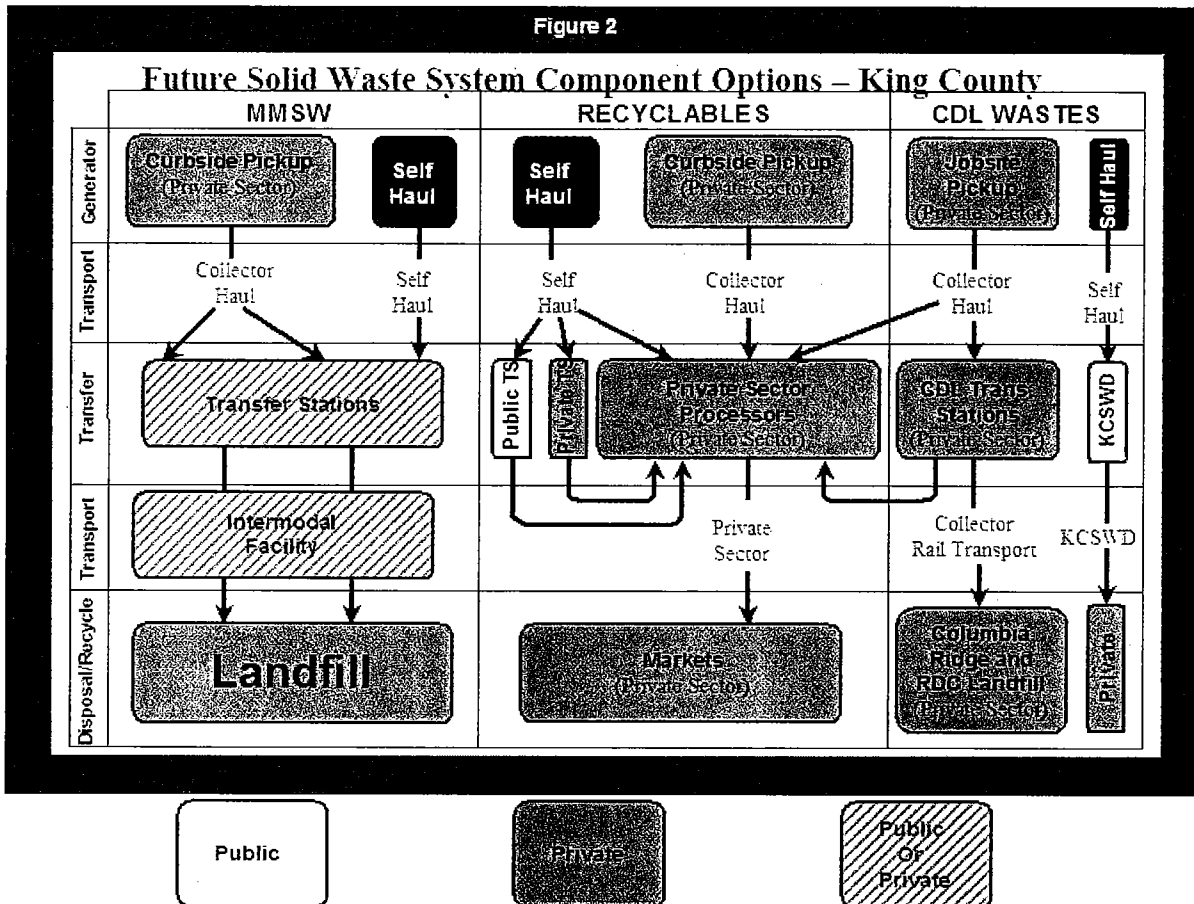 Figure 2
Future Solid Waste System Component Options – King County
MMSW
RECYCLABLES
CDL WASTES
Generator
Curbside Pickup
(Private Sector)
Self
Haul
Self
Haul
Curbside Pickup
(Private Sector)
Jobsite
Pickup
(Private Sector)
Self Haul
Transport
Collector
Haul
Self
Haul
Self
Haul
Collector
Haul
Collector
Haul
Self
Haul
Transfer
Transfer Stations
Public TS
Private TS
Private Sector
Processors
(Private Sector)
CDL Trans
Stations
(Private Sector)
KCSWD
Transport
Intermodal
Facility
Private
Sector
Collector
Rail Transport
KCSWD
Disposal/Recycle
Landfill
Markets
(Private Sector)
Columbia
Ridge and
RDC Landfill
(Private Sector)
Private
Public
Private
Public
Or
Private